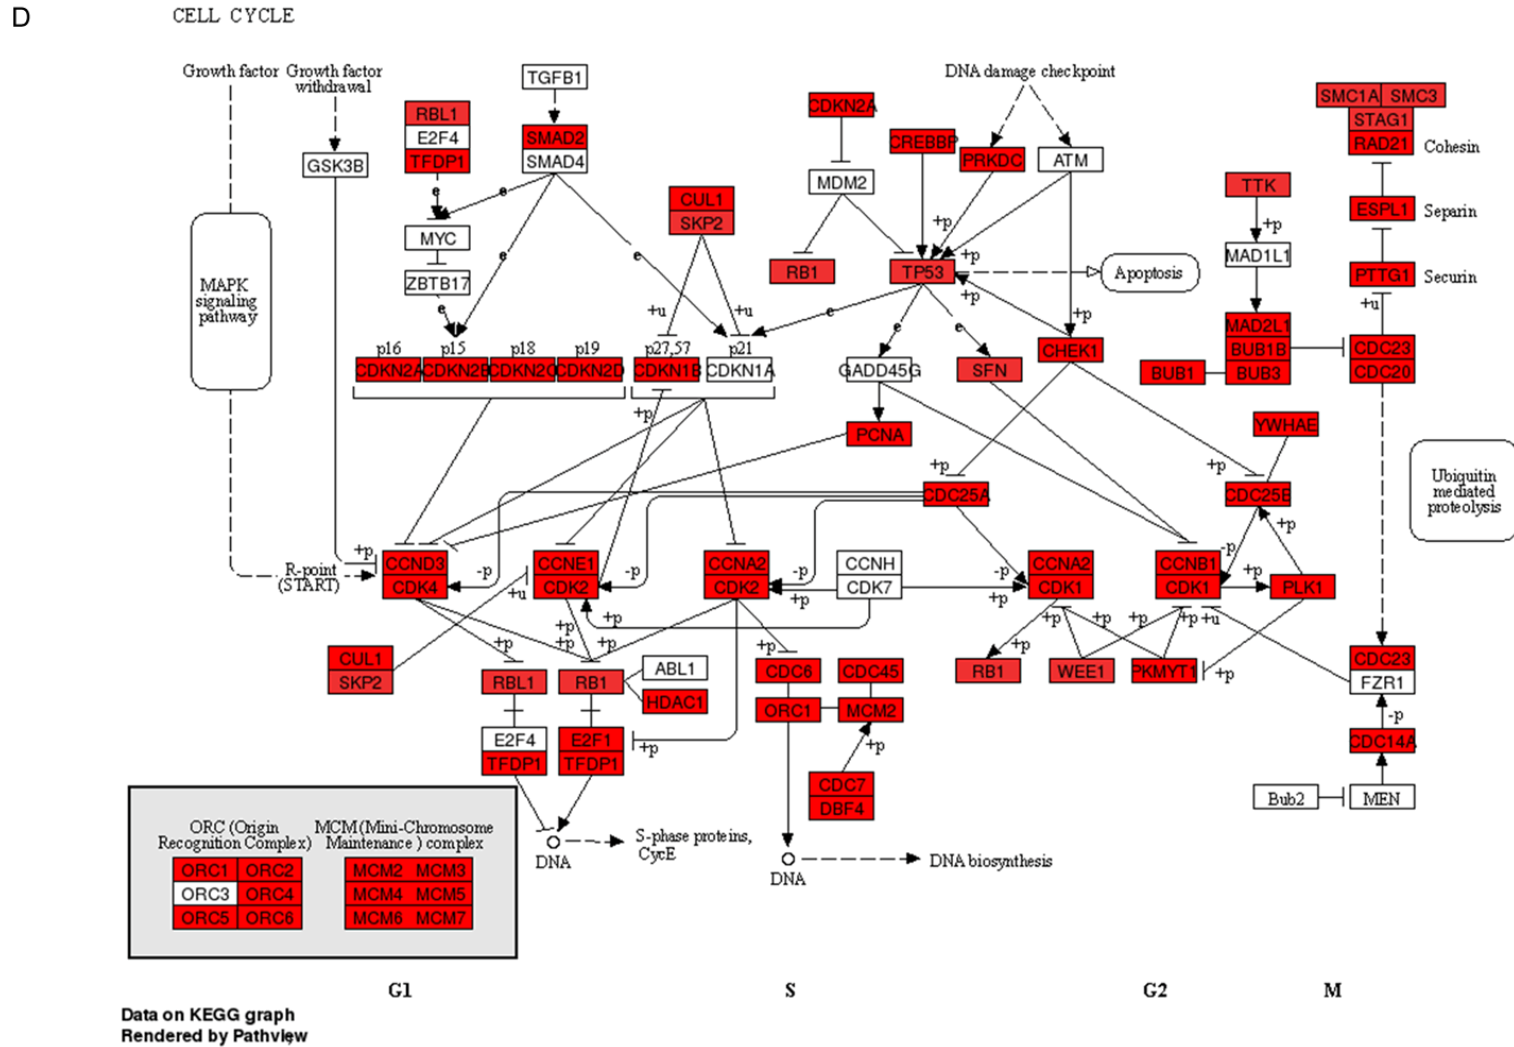 D
CELL CYCLE
Growth factor
Growth factor
withdrawal
TGFB1
DNA damage checkpoint
RBL1
E2F4
TFDP1
SMAD2
SMAD4
GSK3B
CDKN2A
CREBBP
PRKDC
ATM
MDM2
SMC1A SMC3
STAG1
RAD21
Cohesin
TTK
ESPL1
Separin
e
e
+p
+p
CUL1
SKP2
MYC
ZBTB17
MAD1L1
RB1
TP53
+p
Apoptosis
PTTG1
Securin
MAPK
signaling
pathway
e
e
e
+u
+u
e
e
e
+p
+p
+u
p16
p15
p18
p19
p27,57
p21
CDKN2A
CDKN2B
CDKN2C
CDKN2D
CDKN1B
CDKN1A
GADD45G
SFN
CHEK1
MAD2L1
BUB1B
BUB3
BUB1
CDC23
CDC20
+p
PCNA
YWHAE
+p
+p
CDC25A
CDC25B
+p
Ubiquitin
mediated
proteolysis
R-point
(START)
+p
CCND3
CDK4
-p
CCNE1
CDK2
-p
CCNA2
CDK2
-p
+p
CCNH
CDK7
-p
+p
CCNA2
CDK1
CCNB1
CDK1
-p
+p
PLK1
+u
+p
+p
+p
+p
+p
+p
+p
+p
+p
+p
+p
+u
CUL1
SKP2
RBL1
RB1
ABL1
HDAC1
CDC6
CDC45
ORC1
MCM2
RB1
WEE1
PKMYT1
+p
CDC23
FZR1
-p
E2F4
TFDP1
E2F1
TFDP1
+p
+p
CDC7
DBF4
CDC14A
Bub2
MEN
DNA
S-phase proteins,
CycE
DNA
DNA biosynthesis
ORC (Origin
Recognition Complex)
MCM (Mini-Chromosome
Maintenance ) complex
ORC1 ORC2
ORC3 ORC4
ORC5 ORC6
MCM2 MCM3
MCM4 MCM5
MCM6 MCM7
G1
S
G2
M
Data on KEGG graph
Rendered by Pathview